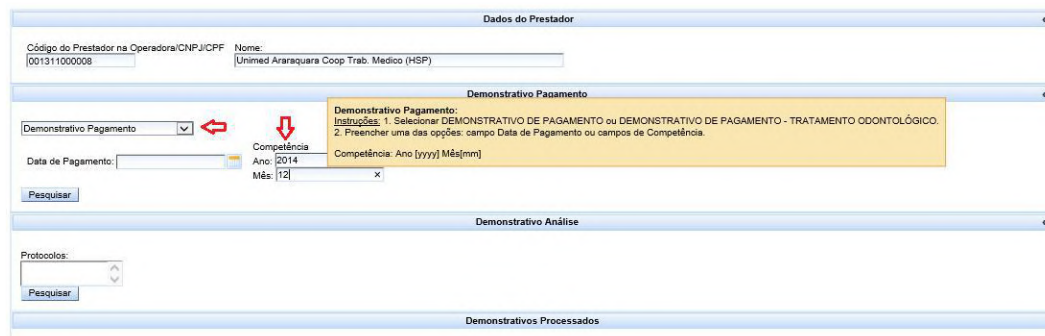 Dados do Prestador
Código do Prestador na Operadora/CNPJ/CPF Nome:
001311000008 Unimed Araraquara Coop Trab. Medico (HSP)
Demonstrativo Pagamento
Demonstrativo Pagamento:
Instruções: 1. Selecionar DEMONSTRATIVO DE PAGAMENTO ou DEMONSTRATIVO DE PAGAMENTO - TRATAMENTO ODONTOLÓGICO.
2. Preencher uma das opções: campo Data de Pagamento ou campos de Competência.
Competência: Ano [yyyy] Mês[mm]
Demonstrativo Pagamento
Competência
Data de Pagamento: Ano: 2014
Mês: 12
Pesquisar
Demonstrativo Análise
Protocolos:
Pesquisar
Demonstrativos Processados